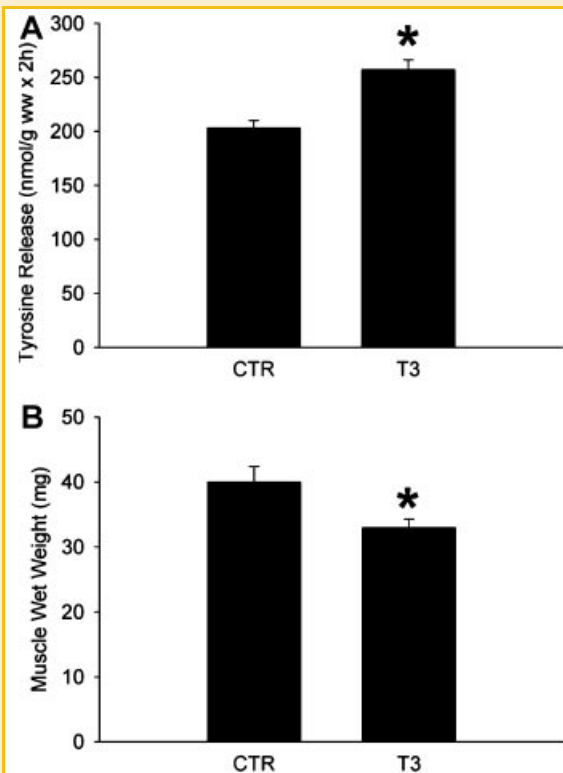 A
Tyrosine Release (nmol/g ww x 2h)
300
250
200
150
100
50
0
*
CTR
T3
B
Muscle Wet Weight (mg)
50
40
30
20
10
0
*
CTR
T3